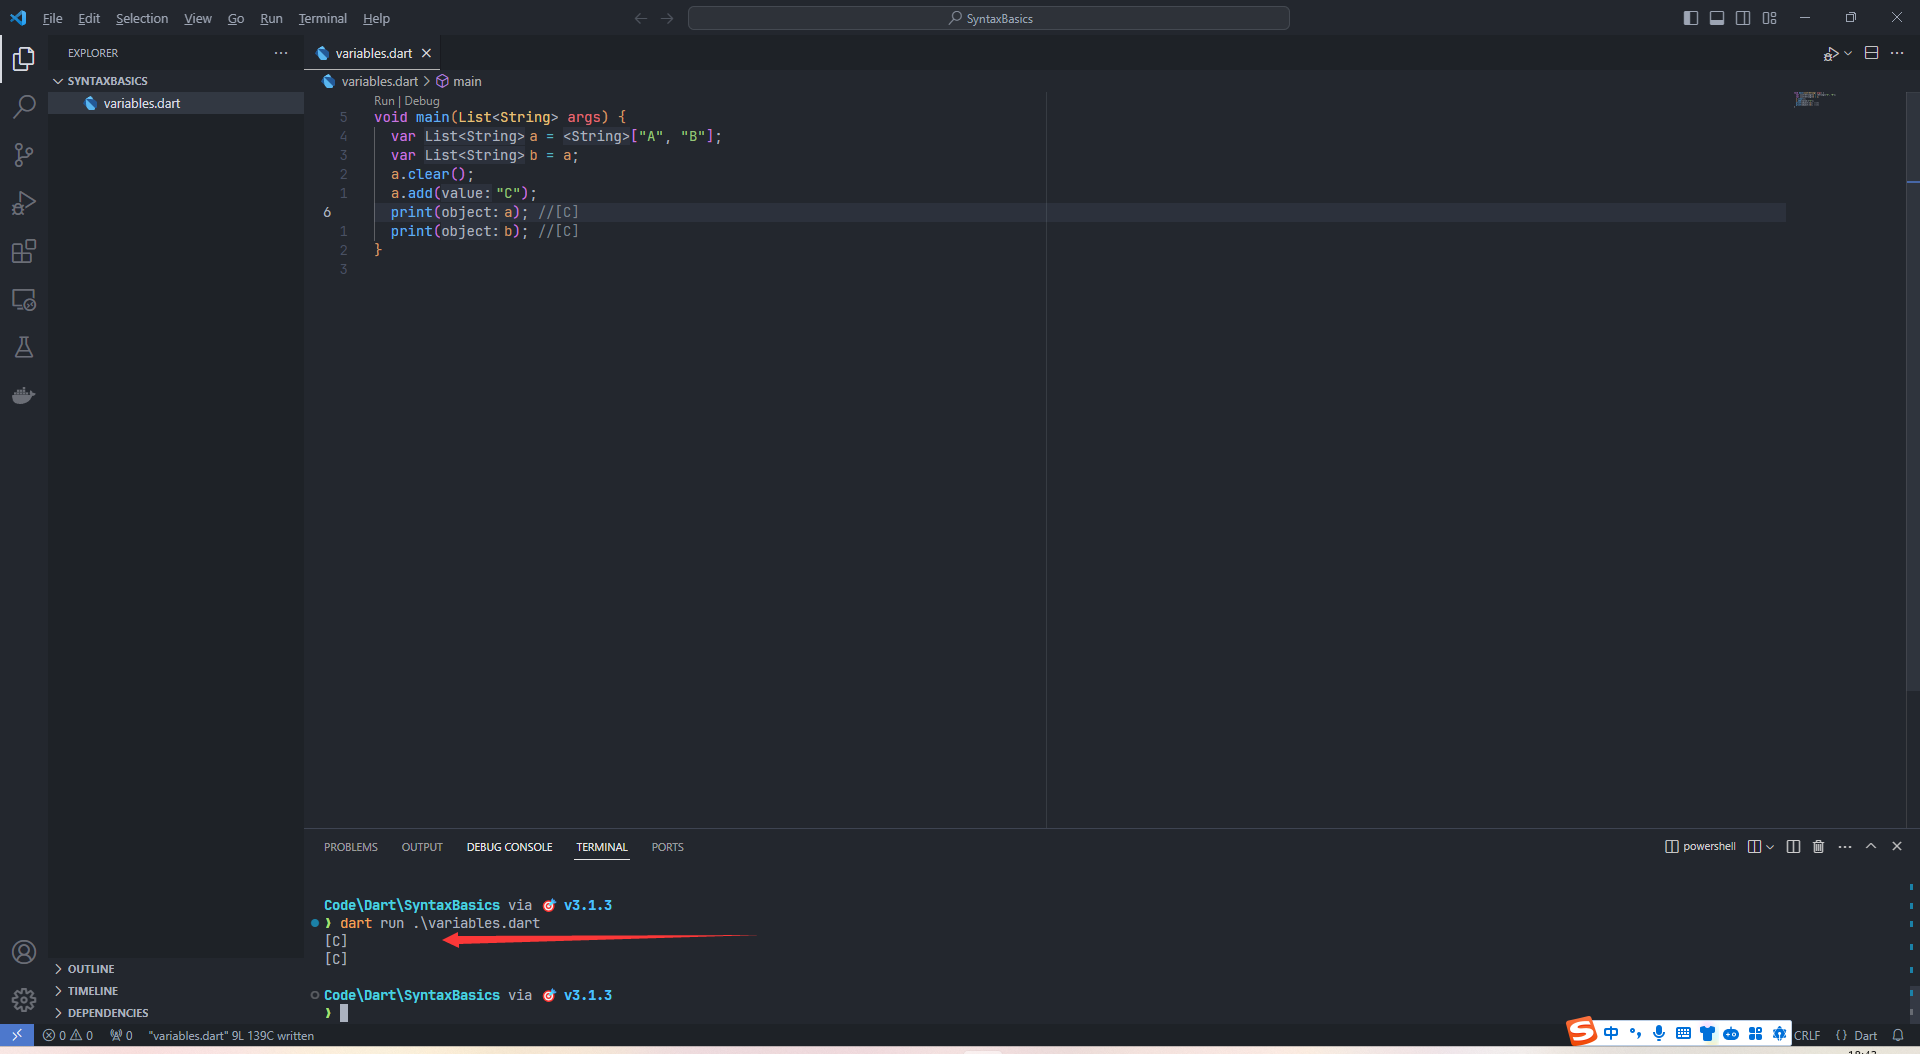 File Edit Selection View Go Run Terminal Help
SyntaxBasics
EXPLORER
variables.dart
SYNTAXBASICS
variables.dart > main
variables.dart
Run | Debug
5 void main(List<String> args) {
4 var List<String> a = <String>["A", "B"];
3 var List<String> b = a;
2 a.clear();
1 a.add(value: "C");
6 print(object: a); //[C]
1 print(object: b); //[C]
2 }
3
PROBLEMS OUTPUT DEBUG CONSOLE TERMINAL PORTS
powershell
Code\Dart\SyntaxBasics via 🎯 v3.1.3
❯ dart run .\variables.dart
[C]
[C]
Code\Dart\SyntaxBasics via 🎯 v3.1.3
❯
OUTLINE
TIMELINE
DEPENDENCIES
0 0 0 "variables.dart" 9L 139C written
S 中
CRLF {} Dart